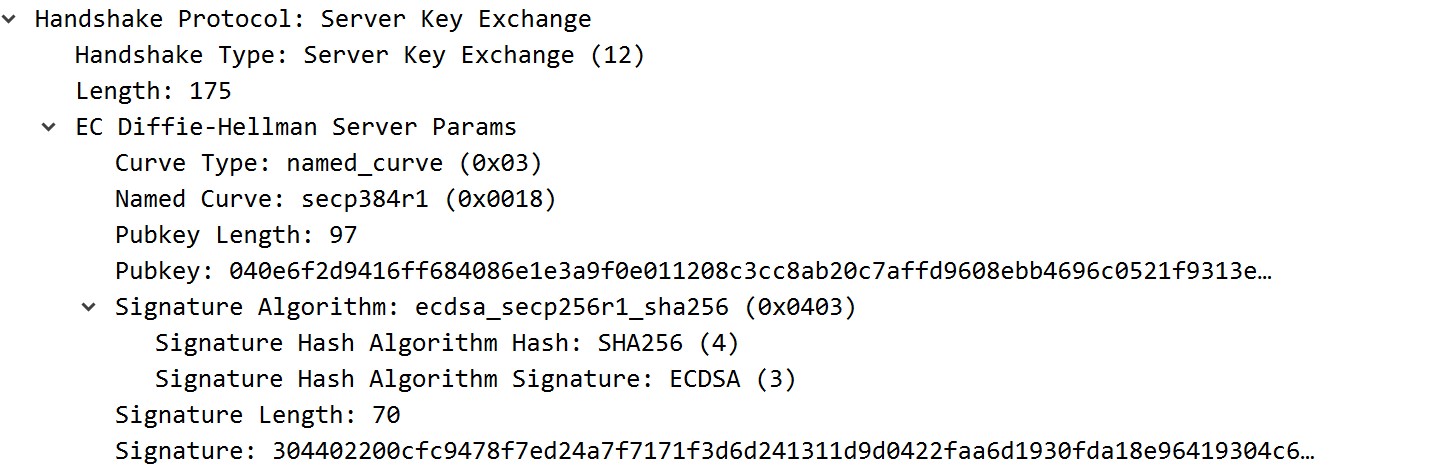 Handshake Protocol: Server Key Exchange
Handshake Type: Server Key Exchange (12)
Length: 175
EC Diffie-Hellman Server Params
Curve Type: named_curve (0x03)
Named Curve: secp384r1 (0x0018)
Pubkey Length: 97
Pubkey: 040e6f2d9416ff684086e1e3a9f0e011208c3cc8ab20c7affd9608ebb4696c0521f9313e…
Signature Algorithm: ecdsa_secp256r1_sha256 (0x0403)
Signature Hash Algorithm Hash: SHA256 (4)
Signature Hash Algorithm Signature: ECDSA (3)
Signature Length: 70
Signature: 304402200cfc9478f7ed24a7f7171f3d6d241311d9d0422faa6d1930fda18e96419304c6…